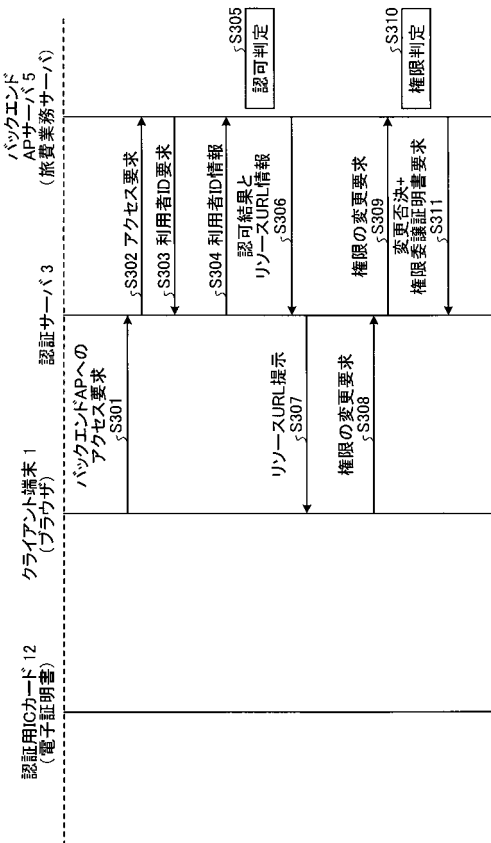 認証用ICカード 12
(電子証明書)
クライアント端末 1
(ブラウザ)
認証サーバ 3
バックエンド
APサーバ 5
(旅費業務サーバ)
バックエンドAPへの
アクセス要求
S301
S302 アクセス要求
S303 利用者ID要求
S304 利用者ID情報
S305
認可判定
認可結果と
リソースURL情報
S306
リソースURL提示
S307
権限の変更要求
S308
権限の変更要求
S309
S310
権限判定
変更否決+
権限委譲証明書要求
S311